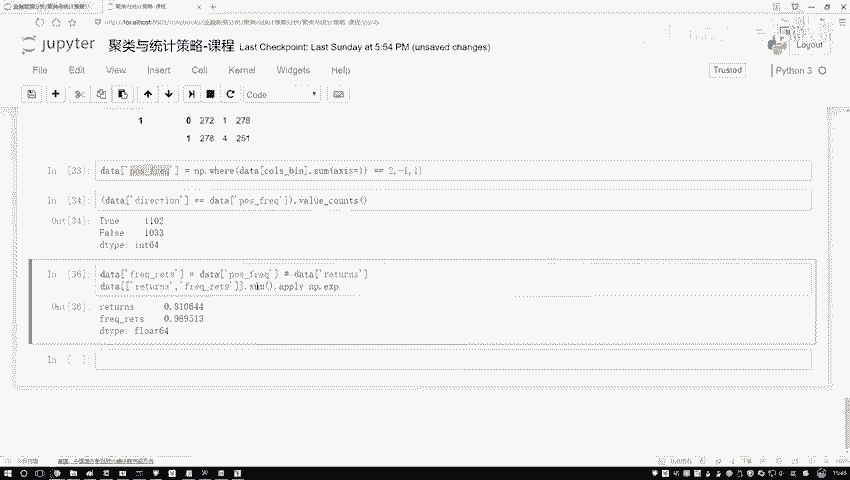 jupyter 聚类与统计策略-课程 Last Checkpoint: Last Sunday at 5:54 PM (unsaved changes)
Logout
File Edit View Insert Cell Kernel Widgets Help
Trusted
Python 3
Code
1 0 272 1 278
1 278 4 251
In [33]: data['pos_freq'] = np.where(data[cols_bin].sum(axis=1) == 2,-1,1)
In [34]: (data['direction'] == data['pos_freq']).value_counts()
Out[34]: True 1102
False 1033
dtype: int64
In [36]: data['freq_rets'] = data['pos_freq'] * data['returns']
data[['returns','freq_rets']].sum().apply np.exp
Out[36]: returns 0.810644
freq_rets 0.989513
dtype: float64
In [ ]: